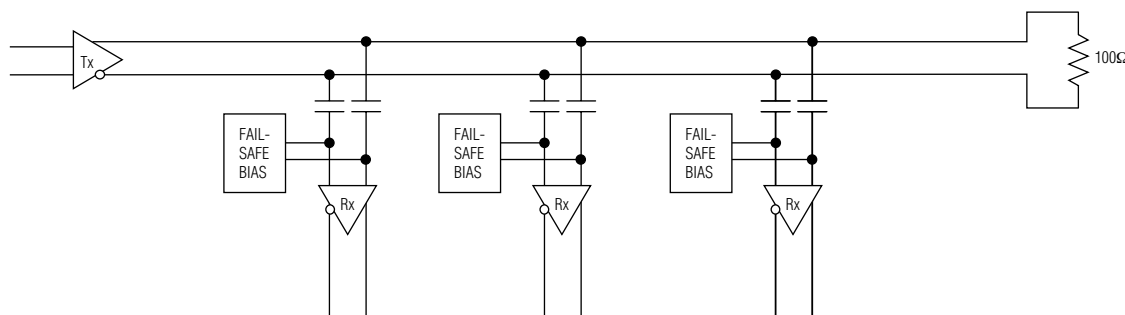 Tx
100Ω
FAIL-
SAFE
BIAS
Rx
FAIL-
SAFE
BIAS
Rx
FAIL-
SAFE
BIAS
Rx